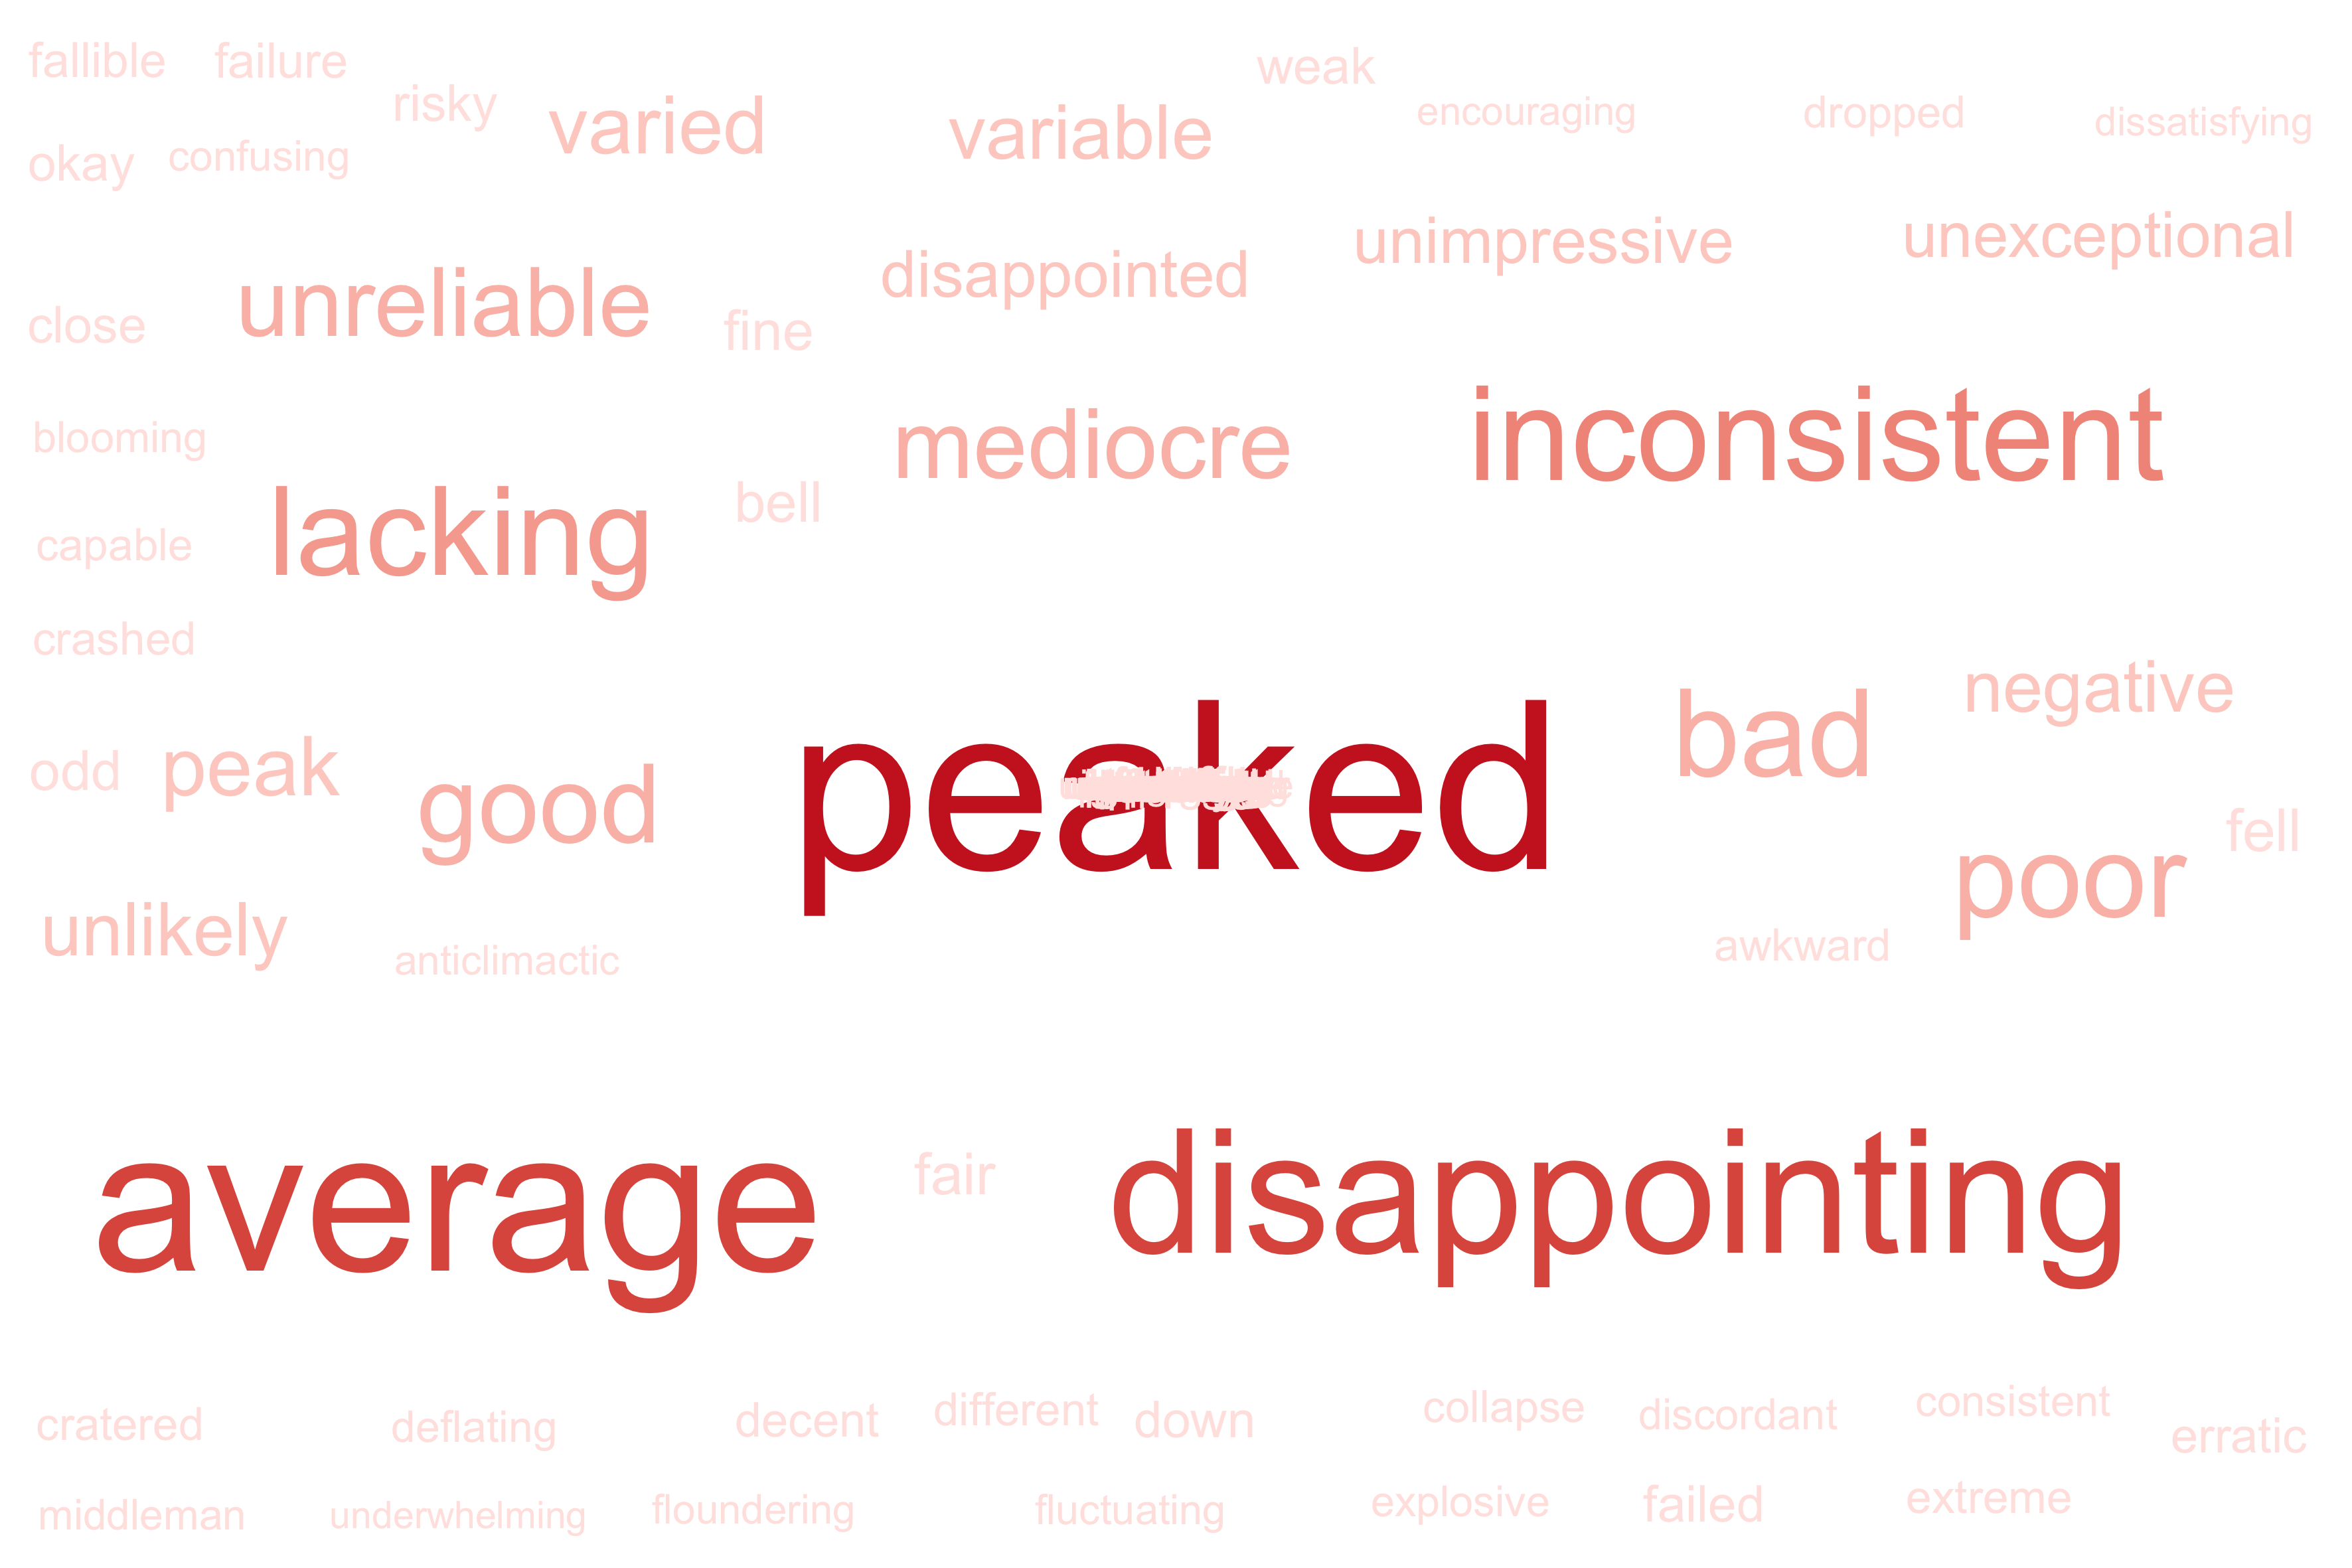 fallible failure weak
risky varied variable encouraging dropped dissatisfying
okay confusing
unimpressive unexceptional
unreliable disappointed
close fine
blooming mediocre inconsistent
lacking bell
capable
crashed
negative
peaked bad
odd peak good
fell
poor
unlikely anticlimactic awkward
average fair disappointing
cratered deflating decent different down collapse discordant consistent erratic
middleman underwhelming floundering fluctuating explosive failed extreme